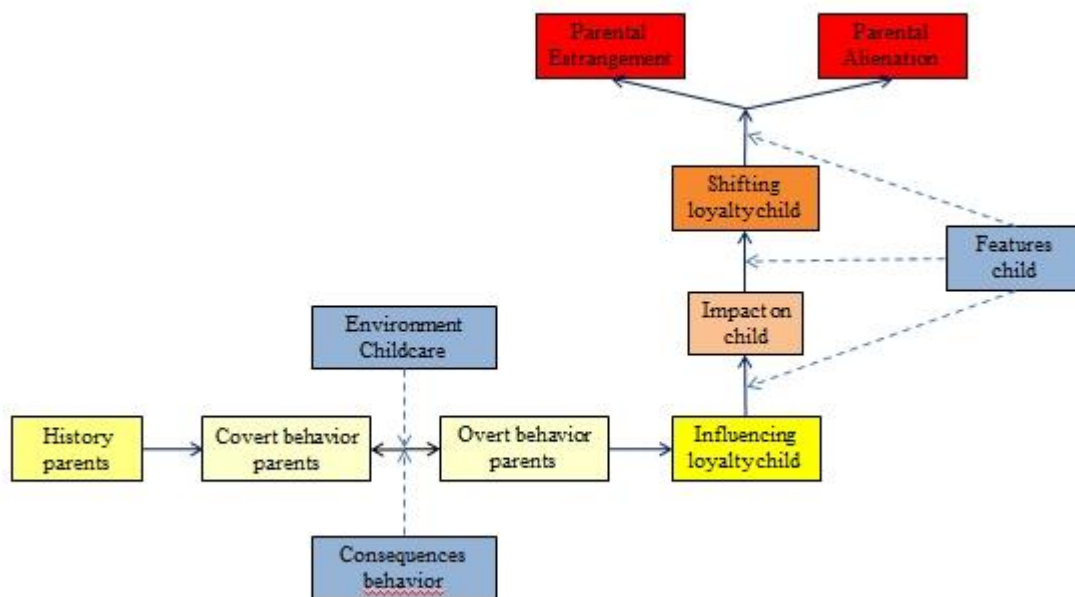 Parental
Estrangement
Parental
Alienation
Shifting
loyalty child
Features
child
Impact on
child
Environment
Childcare
History
parents
Covert behavior
parents
Overt behavior
parents
Influencing
loyalty child
Consequences
behavior